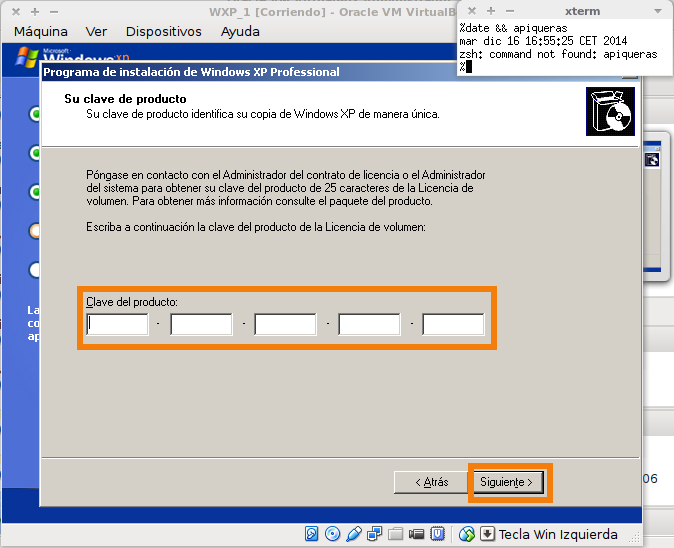 WXP_1 [Corriendo] - Oracle VM VirtualB
Máquina Ver Dispositivos Ayuda
xterm
%date && apiqueras
mar dic 16 16:55:25 CET 2014
zsh: command not found: apiqueras
%
Microsoft
Windows xp
Programa de instalación de Windows XP Professional
Su clave de producto
Su clave de producto identifica su copia de Windows XP de manera única.
Póngase en contacto con el Administrador del contrato de licencia o el Administrador
del sistema para obtener su clave del producto de 25 caracteres de la Licencia de
volumen. Para obtener más información consulte el paquete del producto.
Escriba a continuación la clave del producto de la Licencia de volumen:
La
co
ap
Clave del producto:
- - - -
< Atrás
Siguiente >
06
Tecla Win Izquierda